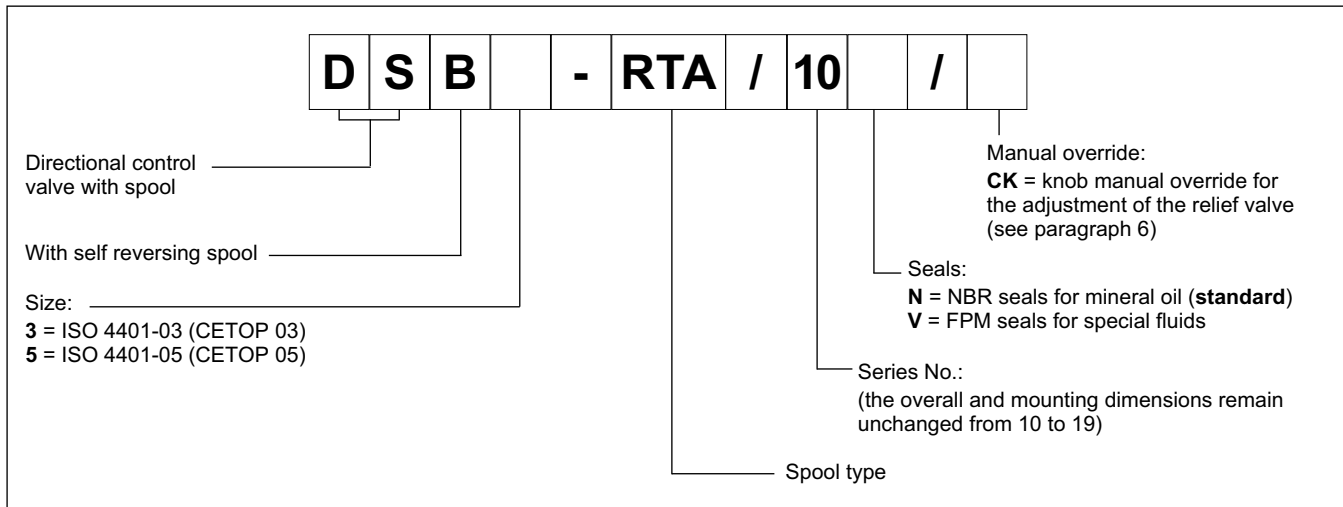 D S B - RTA / 10 /
Directional control
valve with spool
With self reversing spool
Size:
3 = ISO 4401-03 (CETOP 03)
5 = ISO 4401-05 (CETOP 05)
Manual override:
CK = knob manual override for
the adjustment of the relief valve
(see paragraph 6)
Seals:
N = NBR seals for mineral oil (standard)
V = FPM seals for special fluids
Series No.:
(the overall and mounting dimensions remain
unchanged from 10 to 19)
Spool type